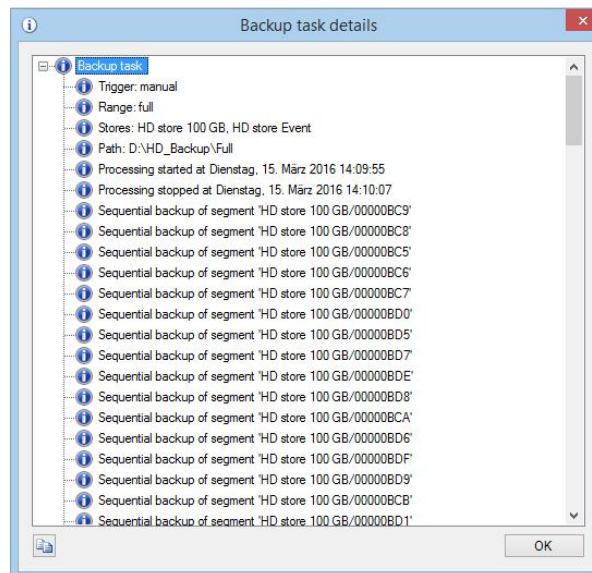 Backup task details
Backup task
Trigger: manual
Range: full
Stores: HD store 100 GB, HD store Event
Path: D:\HD_Backup\Full
Processing started at Dienstag, 15. März 2016 14:09:55
Processing stopped at Dienstag, 15. März 2016 14:10:07
Sequential backup of segment 'HD store 100 GB/00000BC9'
Sequential backup of segment 'HD store 100 GB/00000BC8'
Sequential backup of segment 'HD store 100 GB/00000BC5'
Sequential backup of segment 'HD store 100 GB/00000BC6'
Sequential backup of segment 'HD store 100 GB/00000BC7'
Sequential backup of segment 'HD store 100 GB/00000BD0'
Sequential backup of segment 'HD store 100 GB/00000BD5'
Sequential backup of segment 'HD store 100 GB/00000BD7'
Sequential backup of segment 'HD store 100 GB/00000BDE'
Sequential backup of segment 'HD store 100 GB/00000BD8'
Sequential backup of segment 'HD store 100 GB/00000BCA'
Sequential backup of segment 'HD store 100 GB/00000BD6'
Sequential backup of segment 'HD store 100 GB/00000BDF'
Sequential backup of segment 'HD store 100 GB/00000BD9'
Sequential backup of segment 'HD store 100 GB/00000BCB'
Sequential backup of segment 'HD store 100 GB/00000BD1'
OK